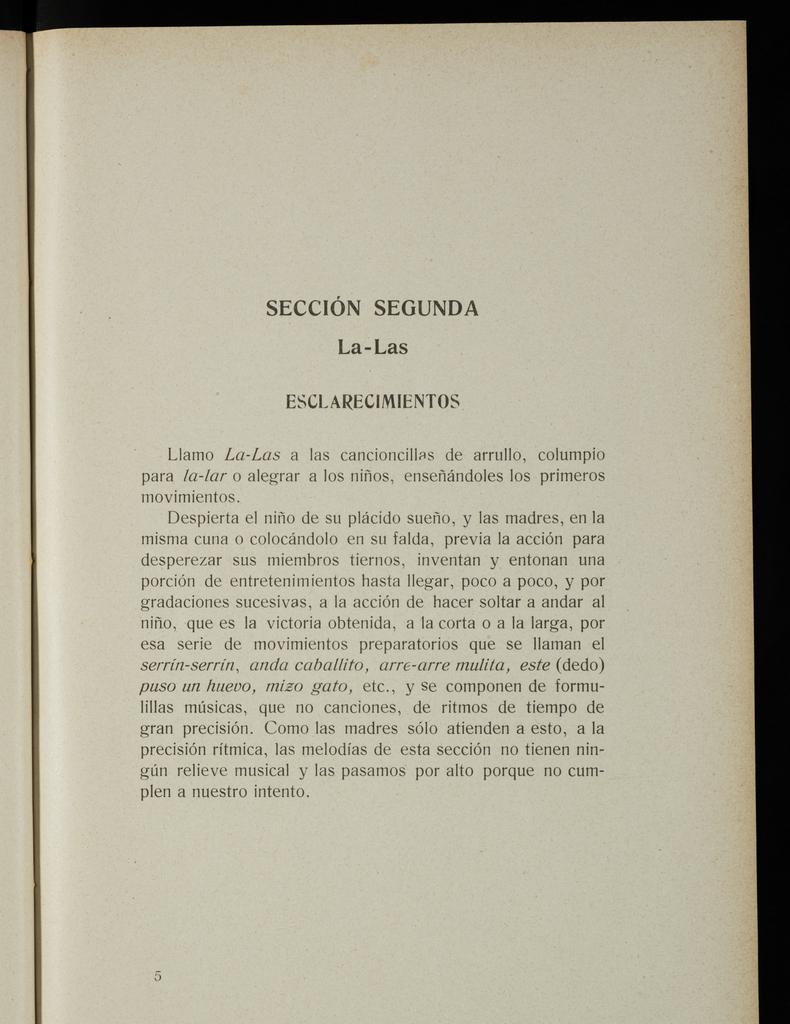 SECCIÓN SEGUNDA
La-Las
ESCLARECIMIENTOS
Llamo La-Las a las cancioncillas de arrullo, columpio
para la-lar o alegrar a los niños, enseñándoles los primeros
movimientos.
Despierta el niño de su plácido sueño, y las madres, en la
misma cuna o colocándolo en su falda, previa la acción para
desperezar sus miembros tiernos, inventan y entonan una
porción de entretenimientos hasta llegar, poco a poco, y por
gradaciones sucesivas, a la acción de hacer soltar a andar al
niño, que es la victoria obtenida, a la corta o a la larga, por
esa serie de movimientos preparatorios que se llaman el
serrín-serrín, anda caballito, arre-arre mulita, este (dedo)
puso un huevo, mizo gato, etc., y se componen de formu-
lillas músicas, que no canciones, de ritmos de tiempo de
gran precisión. Como las madres sólo atienden a esto, a la
precisión rítmica, las melodías de esta sección no tienen nin-
gún relieve musical y las pasamos por alto porque no cum-
plen a nuestro intento.
5